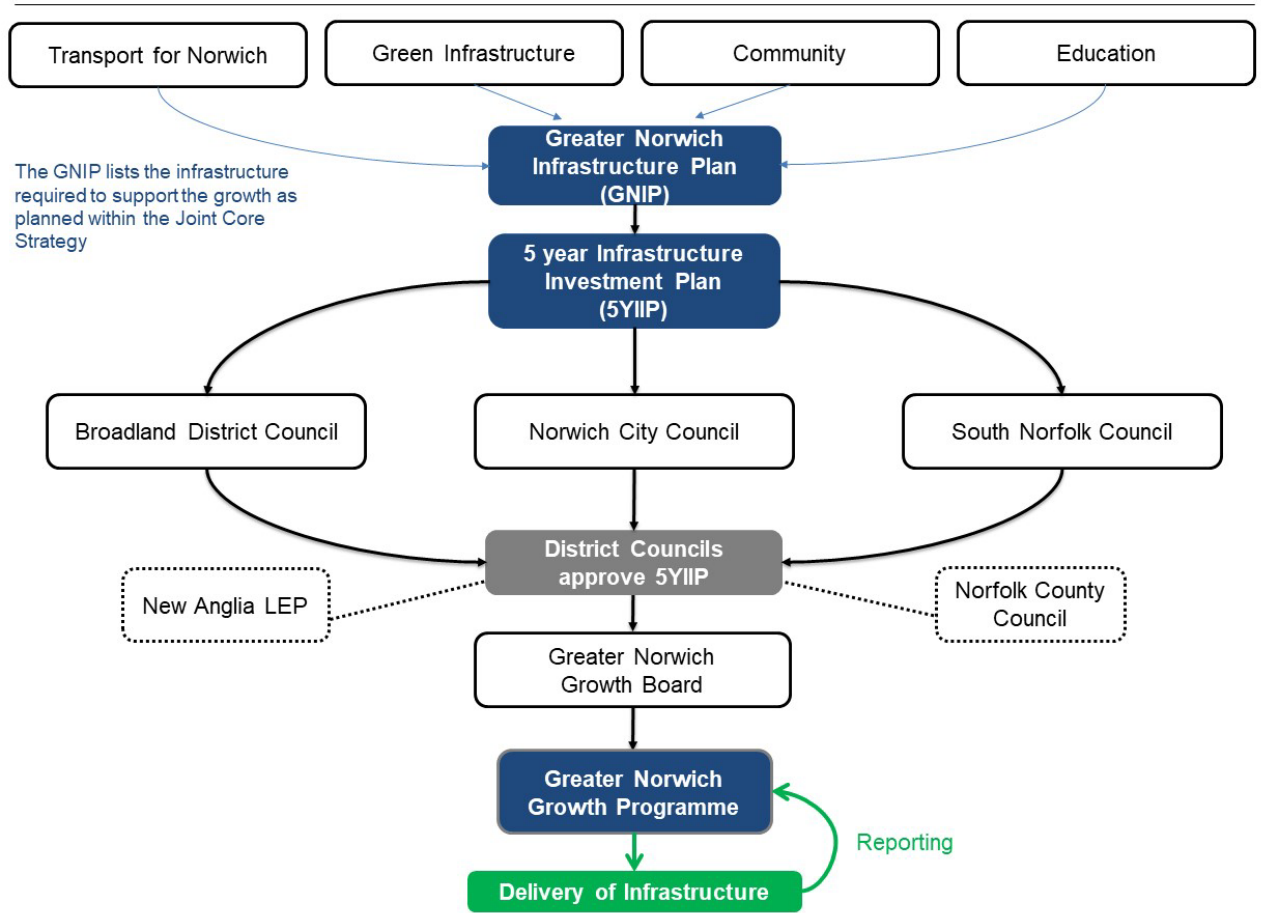 Transport for Norwich
Green Infrastructure
Community
Education
Greater Norwich
Infrastructure Plan
(GNIP)
The GNIP lists the infrastructure
required to support the growth as
planned within the Joint Core
Strategy
5 year Infrastructure
Investment Plan
(5YIIP)
Broadland District Council
Norwich City Council
South Norfolk Council
District Councils
approve 5YIIP
New Anglia LEP
Norfolk County
Council
Greater Norwich
Growth Board
Greater Norwich
Growth Programme
Reporting
Delivery of Infrastructure